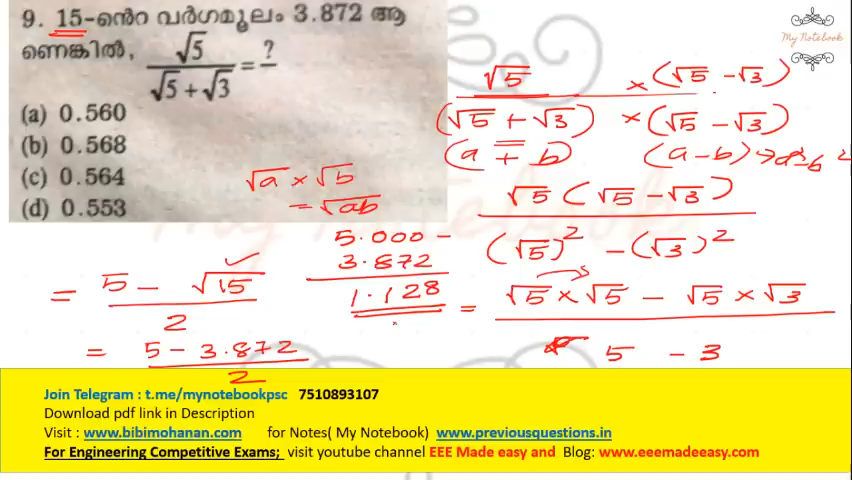 9. 15-ന്റെ വർഗമൂലം 3.872 ആ
ണെങ്കിൽ, √5 / (√5 + √3) = ?
(a) 0.560
(b) 0.568
(c) 0.564
(d) 0.553
√a × √b
= √ab
√5 × (√5 - √3)
(√5 + √3) × (√5 - √3)
(a + b) (a - b) → a² - b²
√5 (√5 - √3)
(√5)² - (√3)²
= √5 × √5 - √5 × √3
5 - 3
= 5 - √15
2
= 5 - 3.872
2
5.000 -
3.872
1.128
My Notebook
My Notebook
Join Telegram : t.me/mynotebookpsc 7510893107
Download pdf link in Description
Visit : www.bibimohanan.com for Notes( My Notebook) www.previousquestions.in
For Engineering Competitive Exams; visit youtube channel EEE Made easy and Blog: www.eeemadeeasy.com